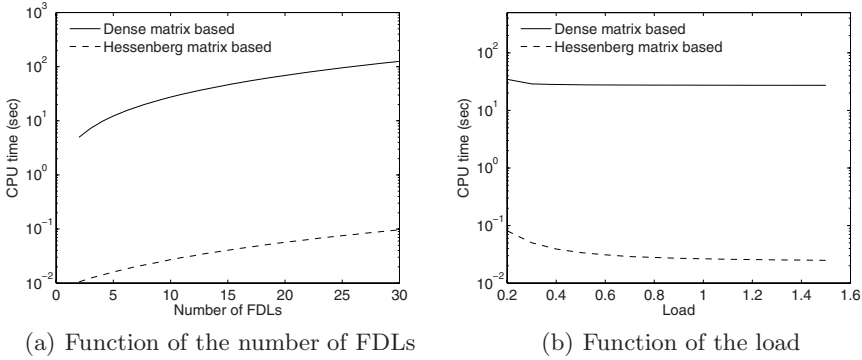 10^3
10^2
10^1
10^0
10^-1
10^-2
CPU time (sec)
Dense matrix based
Hessenberg matrix based
0 5 10 15 20 25 30
Number of FDLs
(a) Function of the number of FDLs
10^2
10^1
10^0
10^-1
10^-2
CPU time (sec)
Dense matrix based
Hessenberg matrix based
0.2 0.4 0.6 0.8 1 1.2 1.4 1.6
Load
(b) Function of the load